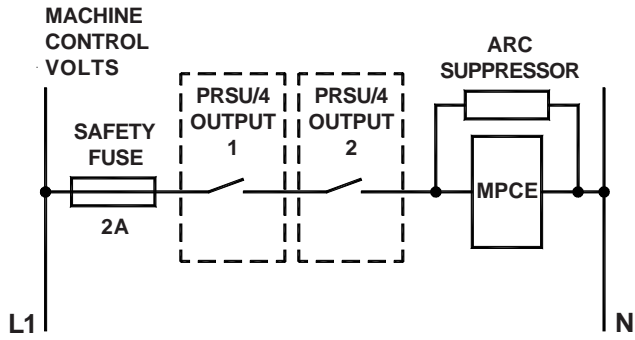 MACHINE
CONTROL
VOLTS
ARC
SUPPRESSOR
SAFETY
FUSE
2A
PRSU/4
OUTPUT
1
PRSU/4
OUTPUT
2
MPCE
L1
N